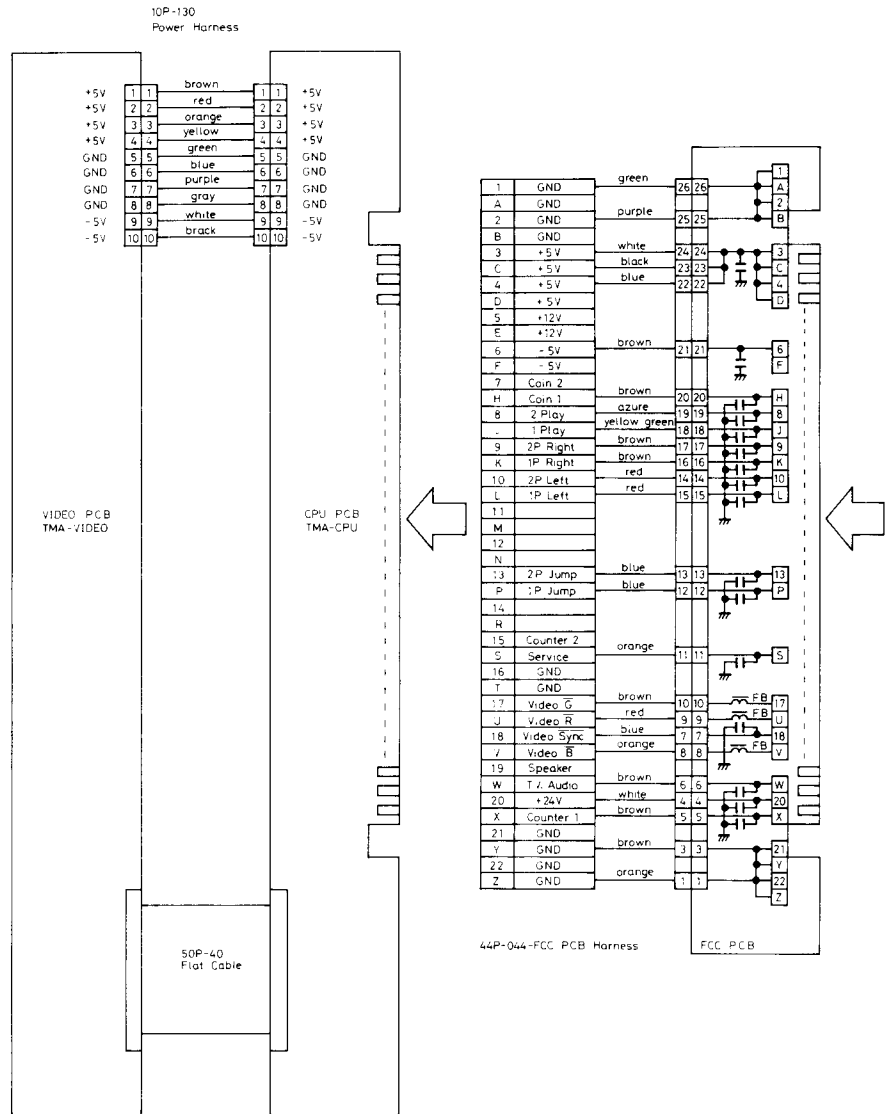 10P-130
Power Harness
brown
+5V 1 1 1 1 +5V
red
+5V 2 2 2 2 +5V
orange
+5V 3 3 3 3 +5V
yellow
+5V 4 4 4 4 +5V
green
GND 5 5 5 5 GND
blue
GND 6 6 6 6 GND
purple
GND 7 7 7 7 GND
gray
GND 8 8 8 8 GND
white
-5V 9 9 9 9 -5V
brack
-5V 10 10 10 10 -5V
VIDEO PCB
TMA-VIDEO
CPU PCB
TMA-CPU
50P-40
Flat Cable
1
1 GND green 26 26 A
A GND 2
2 GND purple 25 25 B
B GND
3 +5V white 24 24 3
C +5V black 23 23 C
4 +5V blue 22 22 4
D +5V D
5 +12V
E +12V
6 -5V brown 21 21 6
F -5V F
7 Coin 2
H Coin 1 brown 20 20 H
8 2 Play azure 19 19 8
J 1 Play yellow green 18 18 J
9 2P Right brown 17 17 9
K 1P Right brown 16 16 K
10 2P Left red 14 14 10
L 1P Left red 15 15 L
11
M
12
N
13 2P Jump blue 13 13 13
P 1P Jump blue 12 12 P
14
R
15 Counter 2
S Service orange 11 11 S
16 GND
T GND
17 Video G̅ brown 10 10 FB 17
U Video R̅ red 9 9 FB U
18 Video S̅y̅n̅c̅ blue 7 7 18
V Video B̅ orange 8 8 FB V
19 Speaker
W T.V. Audio brown 6 6 W
20 +24V white 4 4 20
X Counter 1 brown 5 5 X
21 GND
Y GND brown 3 3 21
22 GND Y
Z GND orange 1 1 22
Z
44P-044-FCC PCB Harness
FCC PCB